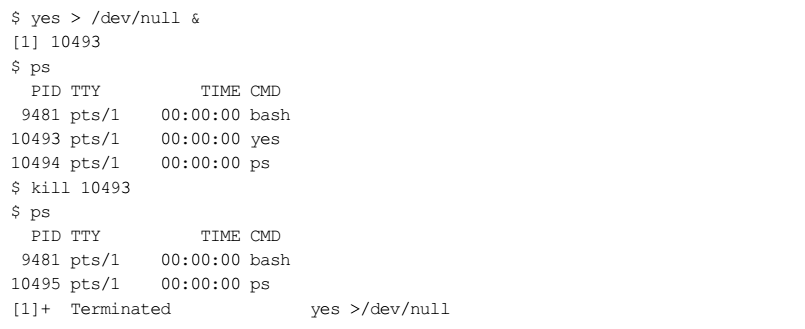 $ yes > /dev/null &
[1] 10493
$ ps
  PID TTY          TIME CMD
 9481 pts/1    00:00:00 bash
10493 pts/1    00:00:00 yes
10494 pts/1    00:00:00 ps
$ kill 10493
$ ps
  PID TTY          TIME CMD
 9481 pts/1    00:00:00 bash
10495 pts/1    00:00:00 ps
[1]+  Terminated              yes >/dev/null